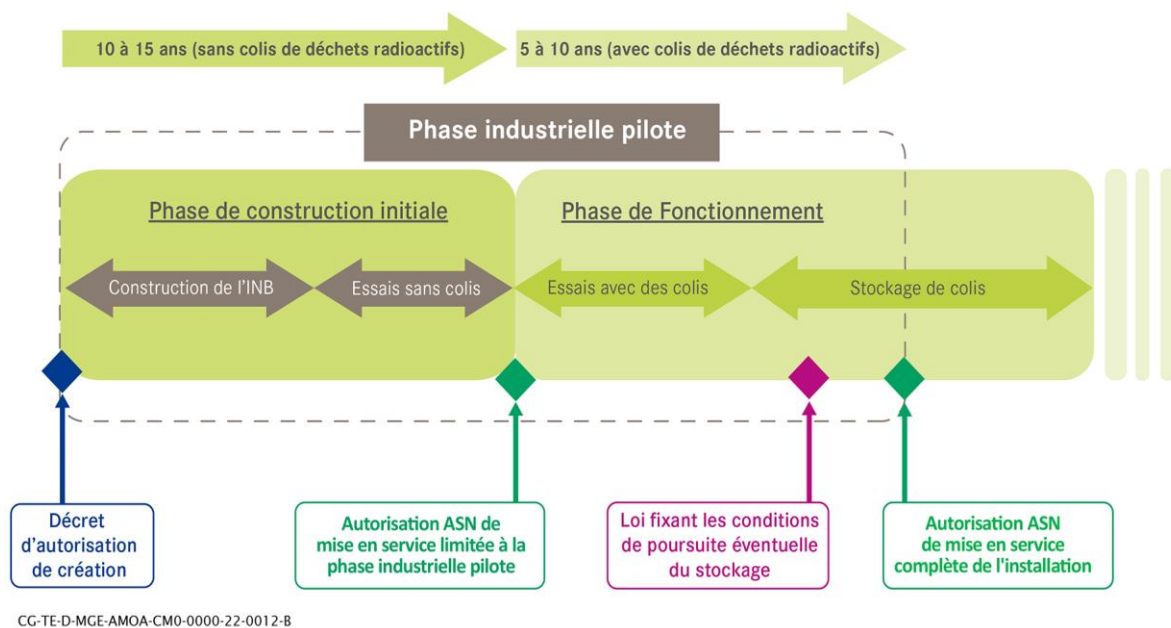 10 à 15 ans (sans colis de déchets radioactifs)
5 à 10 ans (avec colis de déchets radioactifs)
Phase industrielle pilote
Phase de construction initiale
Phase de Fonctionnement
Construction de l'INB
Essais sans colis
Essais avec des colis
Stockage de colis
Décret
d'autorisation
de création
Autorisation ASN de
mise en service limitée à la
phase industrielle pilote
Loi fixant les conditions
de poursuite éventuelle
du stockage
Autorisation ASN
de mise en service
complète de l'installation
CG-TE-D-MGE-AMOA-CM0-0000-22-0012-B